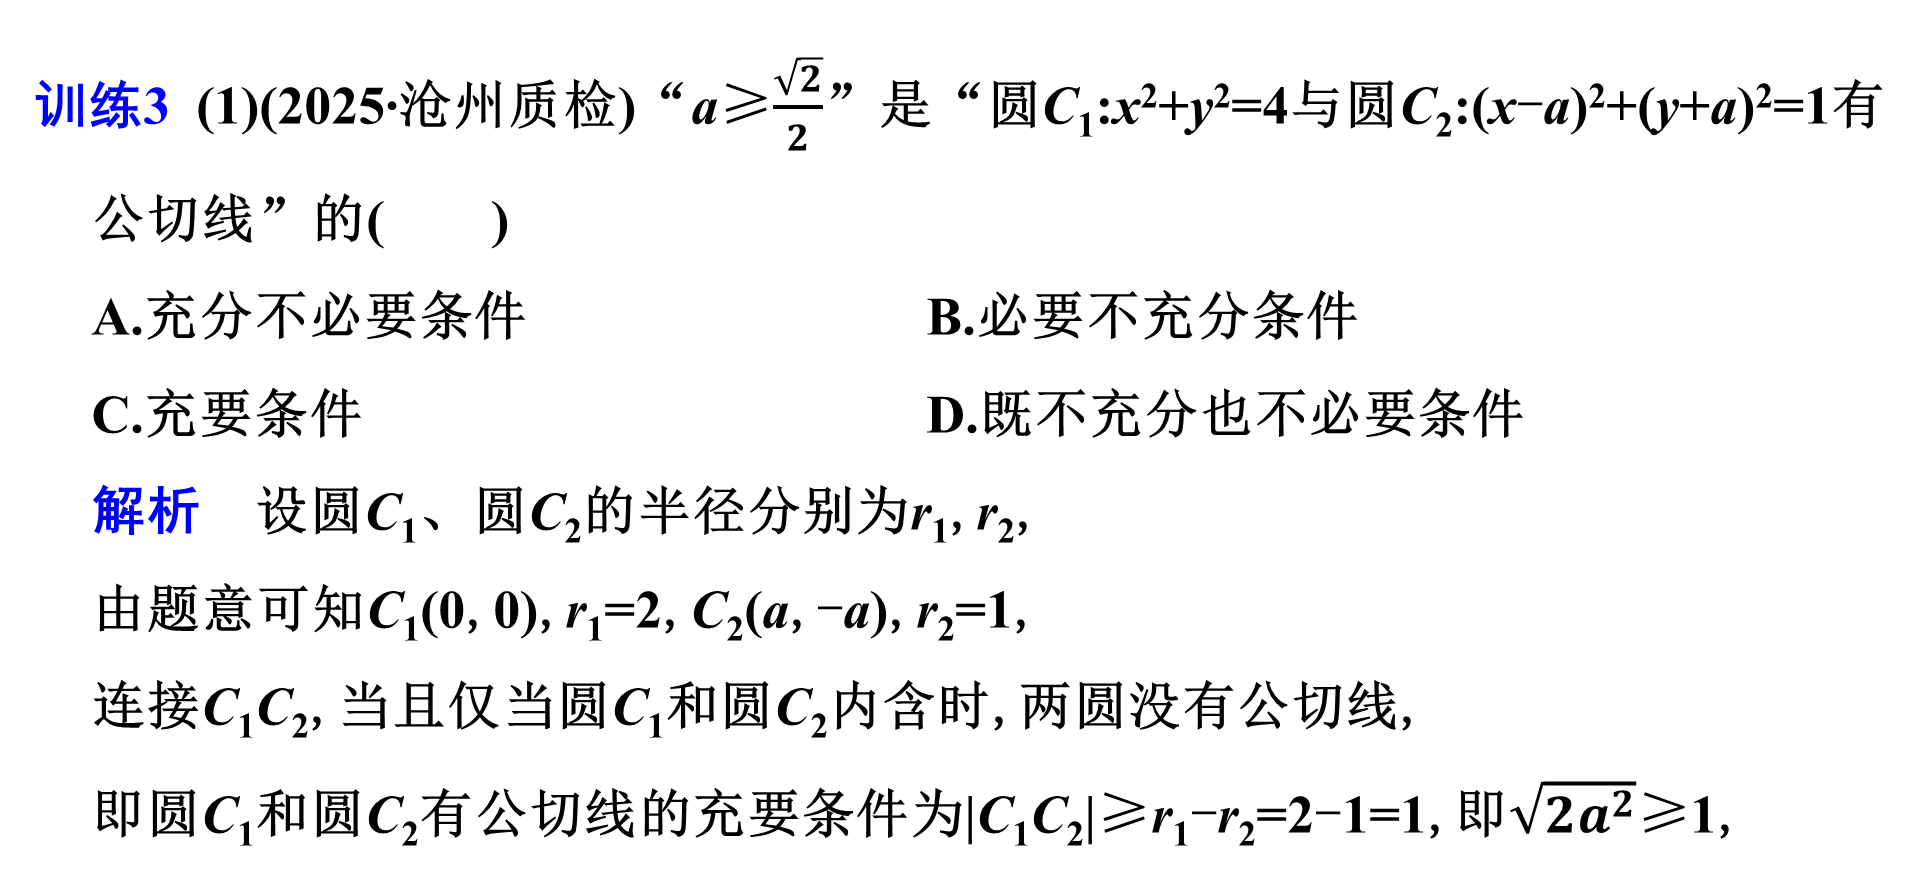 训练3 (1)(2025·沧州质检)“a≥√2/2”是“圆C₁:x²+y²=4与圆C₂:(x-a)²+(y+a)²=1有
公切线”的(  )
A.充分不必要条件 B.必要不充分条件
C.充要条件 D.既不充分也不必要条件
解析 设圆C₁、圆C₂的半径分别为r₁, r₂,
由题意可知C₁(0, 0), r₁=2, C₂(a, -a), r₂=1,
连接C₁C₂, 当且仅当圆C₁和圆C₂内含时, 两圆没有公切线,
即圆C₁和圆C₂有公切线的充要条件为|C₁C₂|≥r₁-r₂=2-1=1, 即√(2a²)≥1,